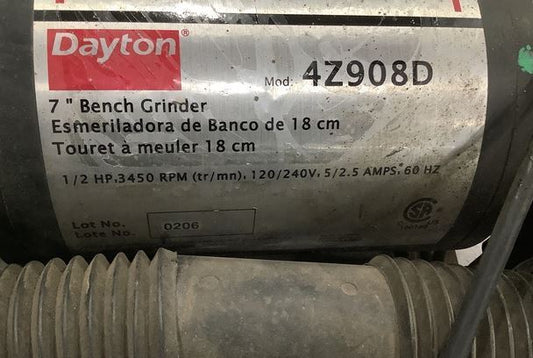 Dayton®
Mod: 4Z908D
7 " Bench Grinder
Esmeriladora de Banco de 18 cm
Touret à meuler 18 cm
1/2 HP, 3450 RPM (tr/mn), 120/240V, 5/2.5 AMPS, 60 HZ
Lot No. 0206
Lote No.